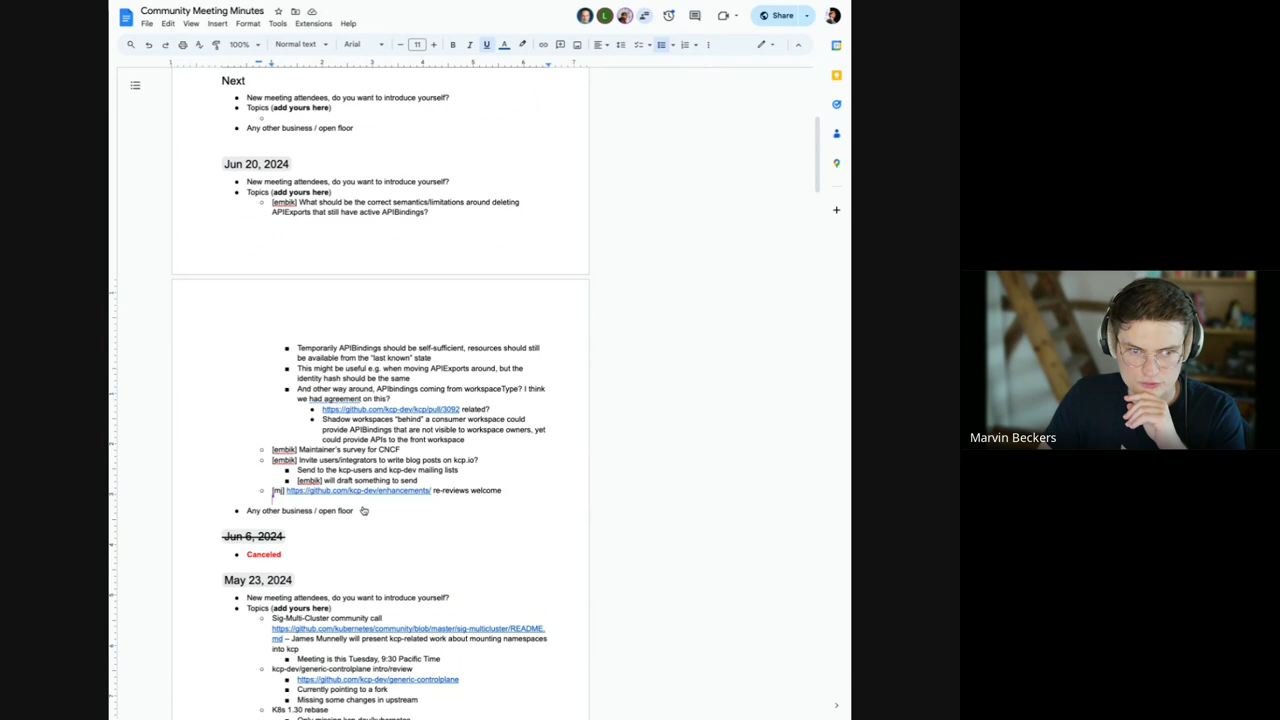 Community Meeting Minutes
File Edit View Insert Format Tools Extensions Help
Share
100% Normal text Arial 11 B I U A
1 1 2 3 4 5 6 7
Next
New meeting attendees, do you want to introduce yourself?
Topics (add yours here)
Any other business / open floor
Jun 20, 2024
New meeting attendees, do you want to introduce yourself?
Topics (add yours here)
[embik] What should be the correct semantics/limitations around deleting
APIExports that still have active APIBindings?
Temporarily APIBindings should be self-sufficient, resources should still
be available from the "last known" state
This might be useful e.g. when moving APIExports around, but the
identity hash should be the same
And other way around, APIbindings coming from workspaceType? I think
we had agreement on this?
https://github.com/kcp-dev/kcp/pull/3092 related?
Shadow workspaces "behind" a consumer workspace could
provide APIBindings that are not visible to workspace owners, yet
could provide APIs to the front workspace
[embik] Maintainer's survey for CNCF
[embik] Invite users/integrators to write blog posts on kcp.io?
Send to the kcp-users and kcp-dev mailing lists
[embik] will draft something to send
[mj] https://github.com/kcp-dev/enhancements/ re-reviews welcome
Any other business / open floor
Jun 6, 2024
Canceled
May 23, 2024
New meeting attendees, do you want to introduce yourself?
Topics (add yours here)
Sig-Multi-Cluster community call
https://github.com/kubernetes/community/blob/master/sig-multicluster/README.
md – James Munnelly will present kcp-related work about mounting namespaces
into kcp
Meeting is this Tuesday, 9:30 Pacific Time
kcp-dev/generic-controlplane intro/review
https://github.com/kcp-dev/generic-controlplane
Currently pointing to a fork
Missing some changes in upstream
K8s 1.30 rebase
Only missing kcp-dev/kubernetes
Marvin Beckers